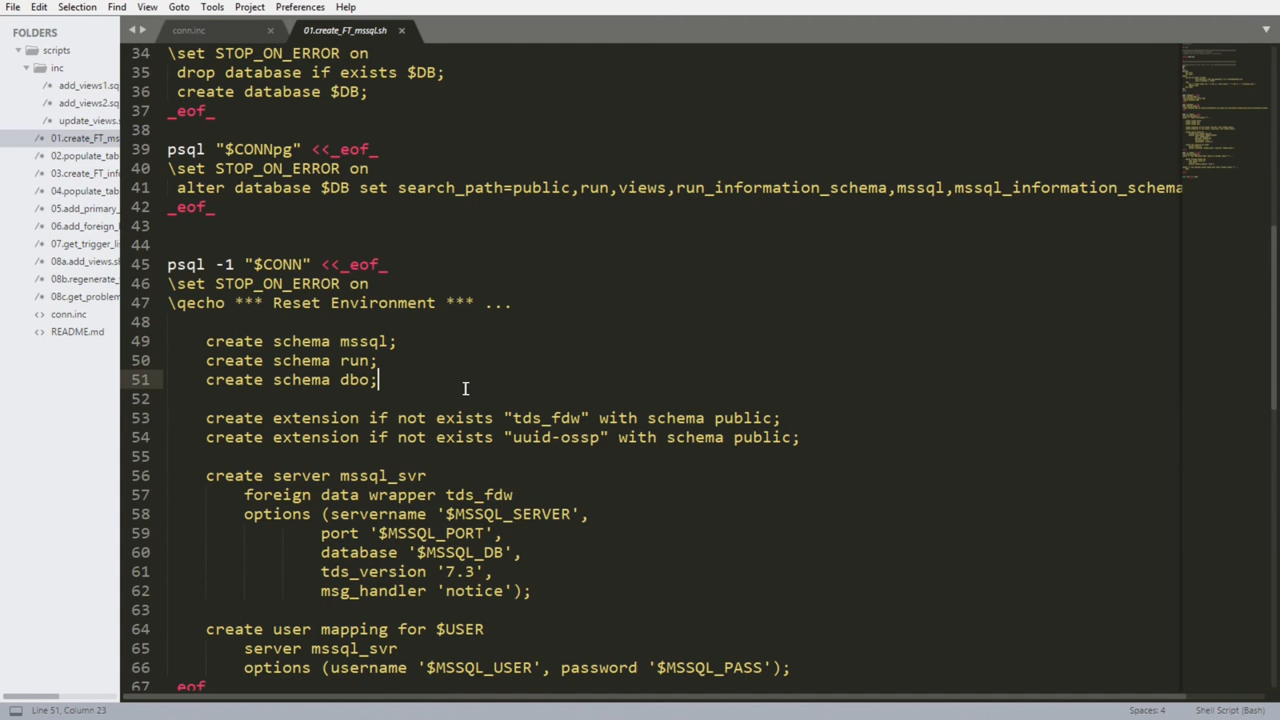 File Edit Selection Find View Goto Tools Project Preferences Help
FOLDERS
scripts
inc
/* add_views1.sq
/* add_views2.sq
/* update_views.s
/* 01.create_FT_ms
/* 02.populate_tab
/* 03.create_FT_inf
/* 04.populate_tab
/* 05.add_primary_
/* 06.add_foreign_l
/* 07.get_trigger_li
/* 08a.add_views.sh
/* 08b.regenerate_
/* 08c.get_problem
<> conn.inc
<> README.md
conn.inc ×
01.create_FT_mssql.sh ×
34 \set STOP_ON_ERROR on
35 drop database if exists $DB;
36 create database $DB;
37 _eof_
38
39 psql "$CONNpg" <<_eof_
40 \set STOP_ON_ERROR on
41 alter database $DB set search_path=public,run,views,run_information_schema,mssql,mssql_information_schema
42 _eof_
43
44
45 psql -1 "$CONN" <<_eof_
46 \set STOP_ON_ERROR on
47 \qecho *** Reset Environment *** ...
48
49 create schema mssql;
50 create schema run;
51 create schema dbo;
52
53 create extension if not exists "tds_fdw" with schema public;
54 create extension if not exists "uuid-ossp" with schema public;
55
56 create server mssql_svr
57 foreign data wrapper tds_fdw
58 options (servername '$MSSQL_SERVER',
59 port '$MSSQL_PORT',
60 database '$MSSQL_DB',
61 tds_version '7.3',
62 msg_handler 'notice');
63
64 create user mapping for $USER
65 server mssql_svr
66 options (username '$MSSQL_USER', password '$MSSQL_PASS');
67 _eof_
Line 51, Column 23
Spaces: 4
Shell Script (Bash)